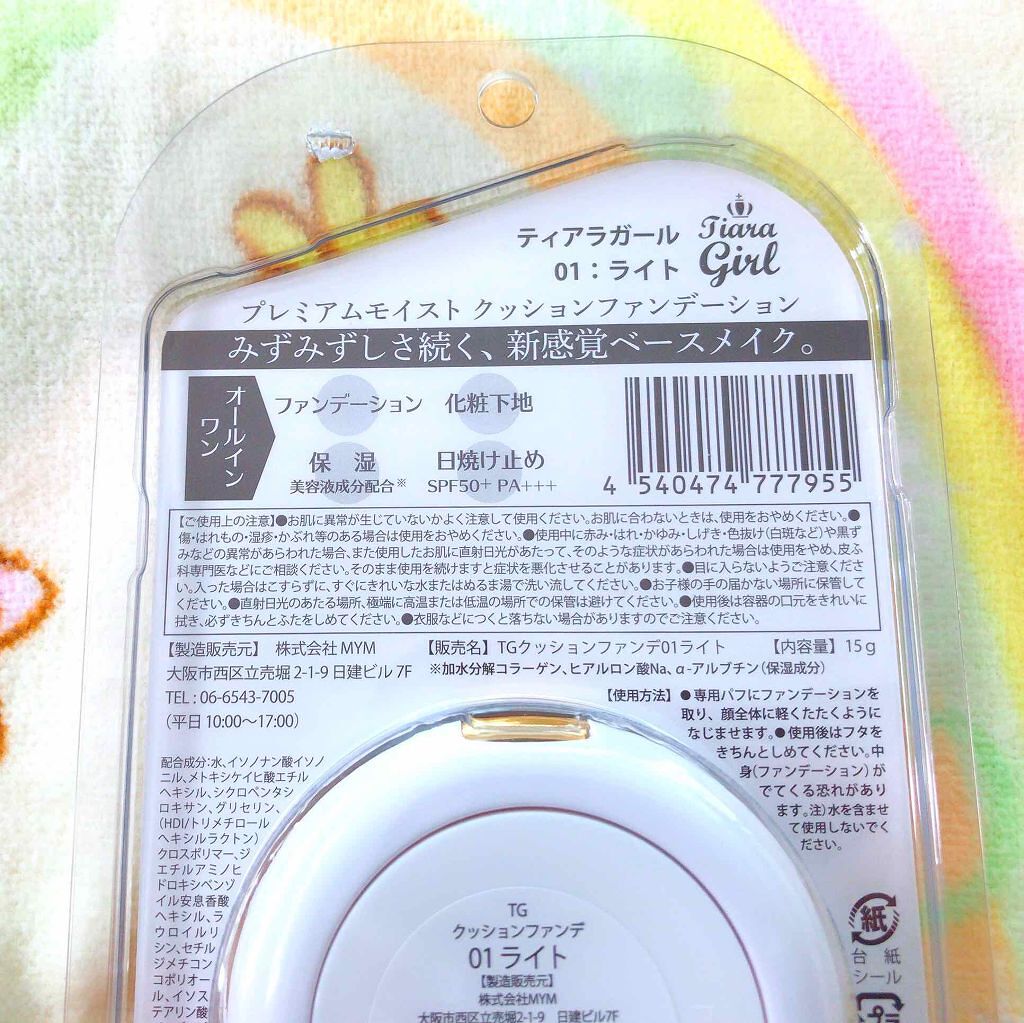 ティアラガール
01：ライト
Tiara
Girl
プレミアムモイスト クッションファンデーション
みずみずしさ続く、新感覚ベースメイク。
オールイン
ワン
ファンデーション 化粧下地
保 湿
美容液成分配合※
日焼け止め
SPF50+ PA+++
4 540474 777955
【ご使用上の注意】●お肌に異常が生じていないかよく注意して使用ください。お肌に合わないときは、使用をおやめください。●
傷・はれもの・湿疹・かぶれ等のある場合は使用をおやめください。●使用中に赤み・はれ・かゆみ・しげき・色抜け（白斑など）や黒ず
みなどの異常があらわれた場合、また使用したお肌に直射日光があたって、そのような症状があらわれた場合は使用をやめ、皮ふ
科専門医などにご相談ください。そのまま使用を続けますと症状を悪化させることがあります。●目に入らないようご注意くださ
い。入った場合はこすらずに、すぐにきれいな水またはぬるま湯で洗い流してください。●お子様の手の届かない場所に保管して
ください。●直射日光のあたる場所、極端に高温または低温の場所での保管は避けてください。●使用後は容器の口元をきれいに
拭き、必ずきちんとふたをしめてください。●衣服などにつくと落ちない場合がありますのでご注意ください。
【製造販売元】 株式会社 MYM
【販売名】TGクッションファンデ01ライト
【内容量】15g
大阪市西区立売堀 2-1-9 日建ビル 7F
※加水分解コラーゲン、ヒアルロン酸Na、α-アルブチン（保湿成分）
TEL : 06-6543-7005
（平日 10:00〜17:00）
【使用方法】●専用パフにファンデーションを
取り、顔全体に軽くたたくように
なじませます。●使用後はフタを
きちんとしめてください。中
身（ファンデーション）が
でてくる恐れがあり
ます。注）水を含ませ
て使用しないでく
ださい。
配合成分：水、イソノナン酸イソノ
ニル、メトキシケイヒ酸エチル
ヘキシル、シクロペンタシ
ロキサン、グリセリン、
（HDI/トリメチロール
ヘキシルラクトン）
クロスポリマー、ジ
エチルアミノヒ
ドロキシベンゾ
イル安息香酸
ヘキシル、ラ
ウロイルリ
シン、セチル
ジメチコン
コポリオー
ル、イソス
テアリン酸
TG
クッションファンデ
01 ライト
【製造販売元】
株式会社MYM
大阪市西区立売堀2-1-9 日建ビル7F
紙
台 紙
シール